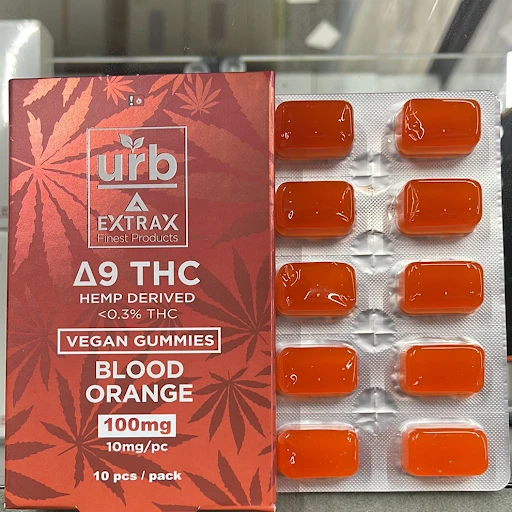 urb
EXTRAX
Finest Products
Δ9 THC
HEMP DERIVED
<0.3% THC
VEGAN GUMMIES
BLOOD
ORANGE
100mg
10mg/pc
10 pcs / pack